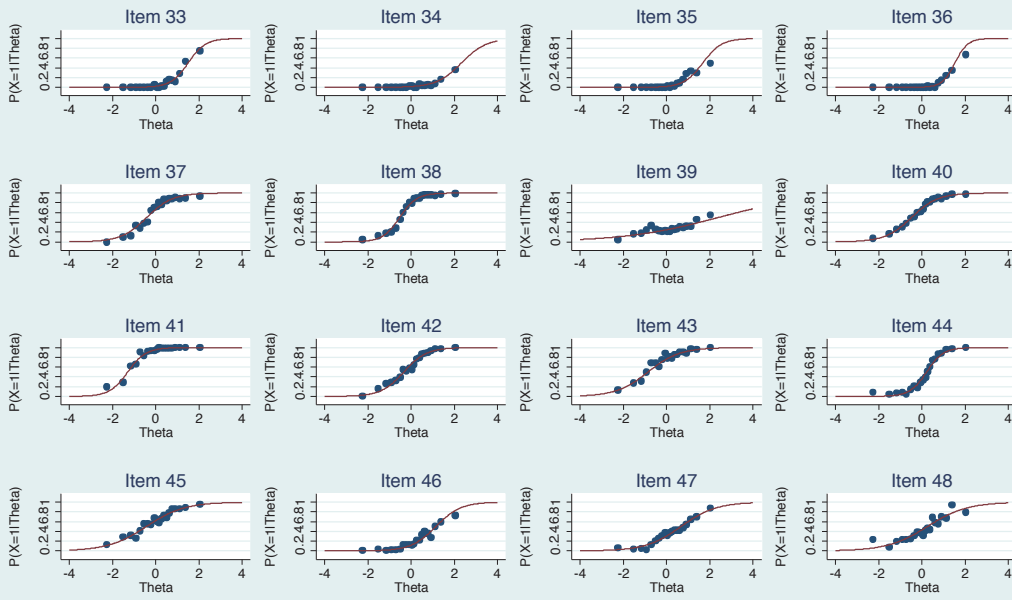 Item 33
P(X=1|Theta)
0.2.4.6.81
-4 -2 0 2 4
Theta
Item 34
P(X=1|Theta)
0.2.4.6.81
-4 -2 0 2 4
Theta
Item 35
P(X=1|Theta)
0.2.4.6.81
-4 -2 0 2 4
Theta
Item 36
P(X=1|Theta)
0.2.4.6.81
-4 -2 0 2 4
Theta
Item 37
P(X=1|Theta)
0.2.4.6.81
-4 -2 0 2 4
Theta
Item 38
P(X=1|Theta)
0.2.4.6.81
-4 -2 0 2 4
Theta
Item 39
P(X=1|Theta)
0.2.4.6.81
-4 -2 0 2 4
Theta
Item 40
P(X=1|Theta)
0.2.4.6.81
-4 -2 0 2 4
Theta
Item 41
P(X=1|Theta)
0.2.4.6.81
-4 -2 0 2 4
Theta
Item 42
P(X=1|Theta)
0.2.4.6.81
-4 -2 0 2 4
Theta
Item 43
P(X=1|Theta)
0.2.4.6.81
-4 -2 0 2 4
Theta
Item 44
P(X=1|Theta)
0.2.4.6.81
-4 -2 0 2 4
Theta
Item 45
P(X=1|Theta)
0.2.4.6.81
-4 -2 0 2 4
Theta
Item 46
P(X=1|Theta)
0.2.4.6.81
-4 -2 0 2 4
Theta
Item 47
P(X=1|Theta)
0.2.4.6.81
-4 -2 0 2 4
Theta
Item 48
P(X=1|Theta)
0.2.4.6.81
-4 -2 0 2 4
Theta